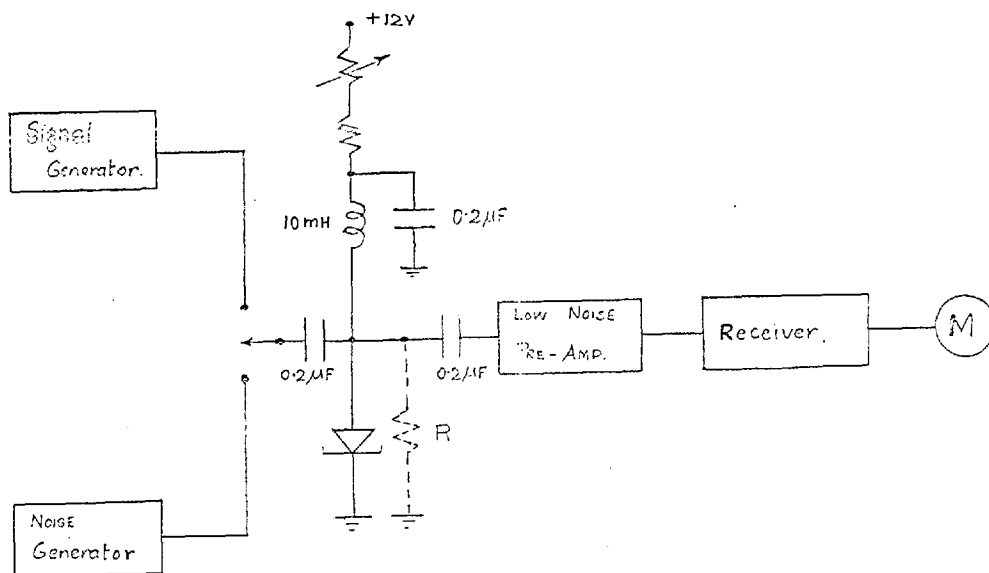 +12V
Signal
Generator.
10mH
0.2μF
LOW NOISE
PRE-AMP.
Receiver.
M
0.2μF
0.2μF
R
NOISE
Generator